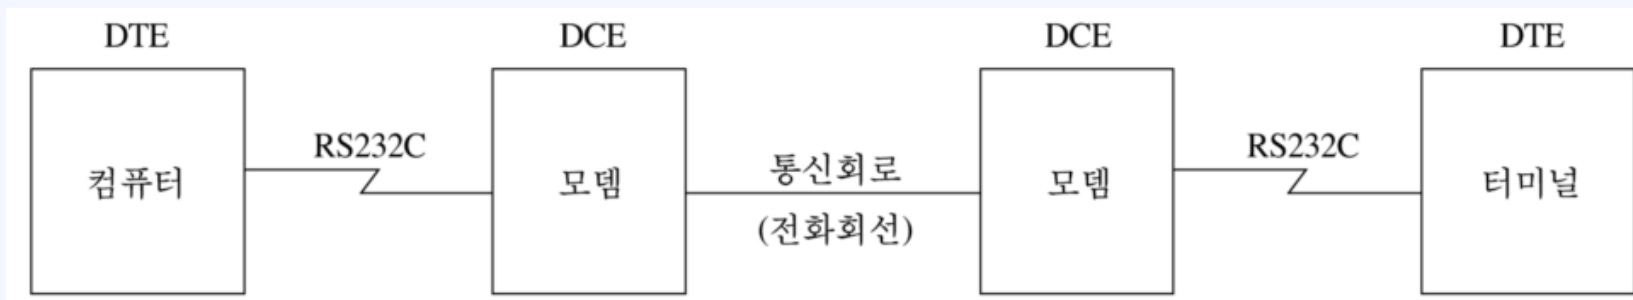 DTE
DCE
DCE
DTE
컴퓨터
RS232C
모뎀
통신회로
(전화회선)
모뎀
RS232C
터미널